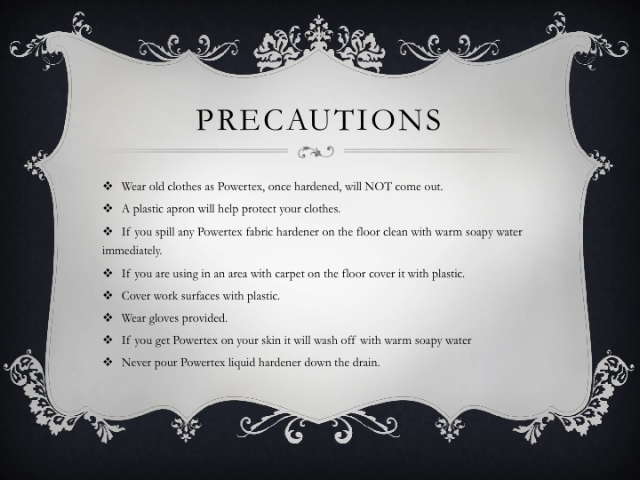 PRECAUTIONS
❖ Wear old clothes as Powertex, once hardened, will NOT come out.
❖ A plastic apron will help protect your clothes.
❖ If you spill any Powertex fabric hardener on the floor clean with warm soapy water
immediately.
❖ If you are using in an area with carpet on the floor cover it with plastic.
❖ Cover work surfaces with plastic.
❖ Wear gloves provided.
❖ If you get Powertex on your skin it will wash off with warm soapy water
❖ Never pour Powertex liquid hardener down the drain.